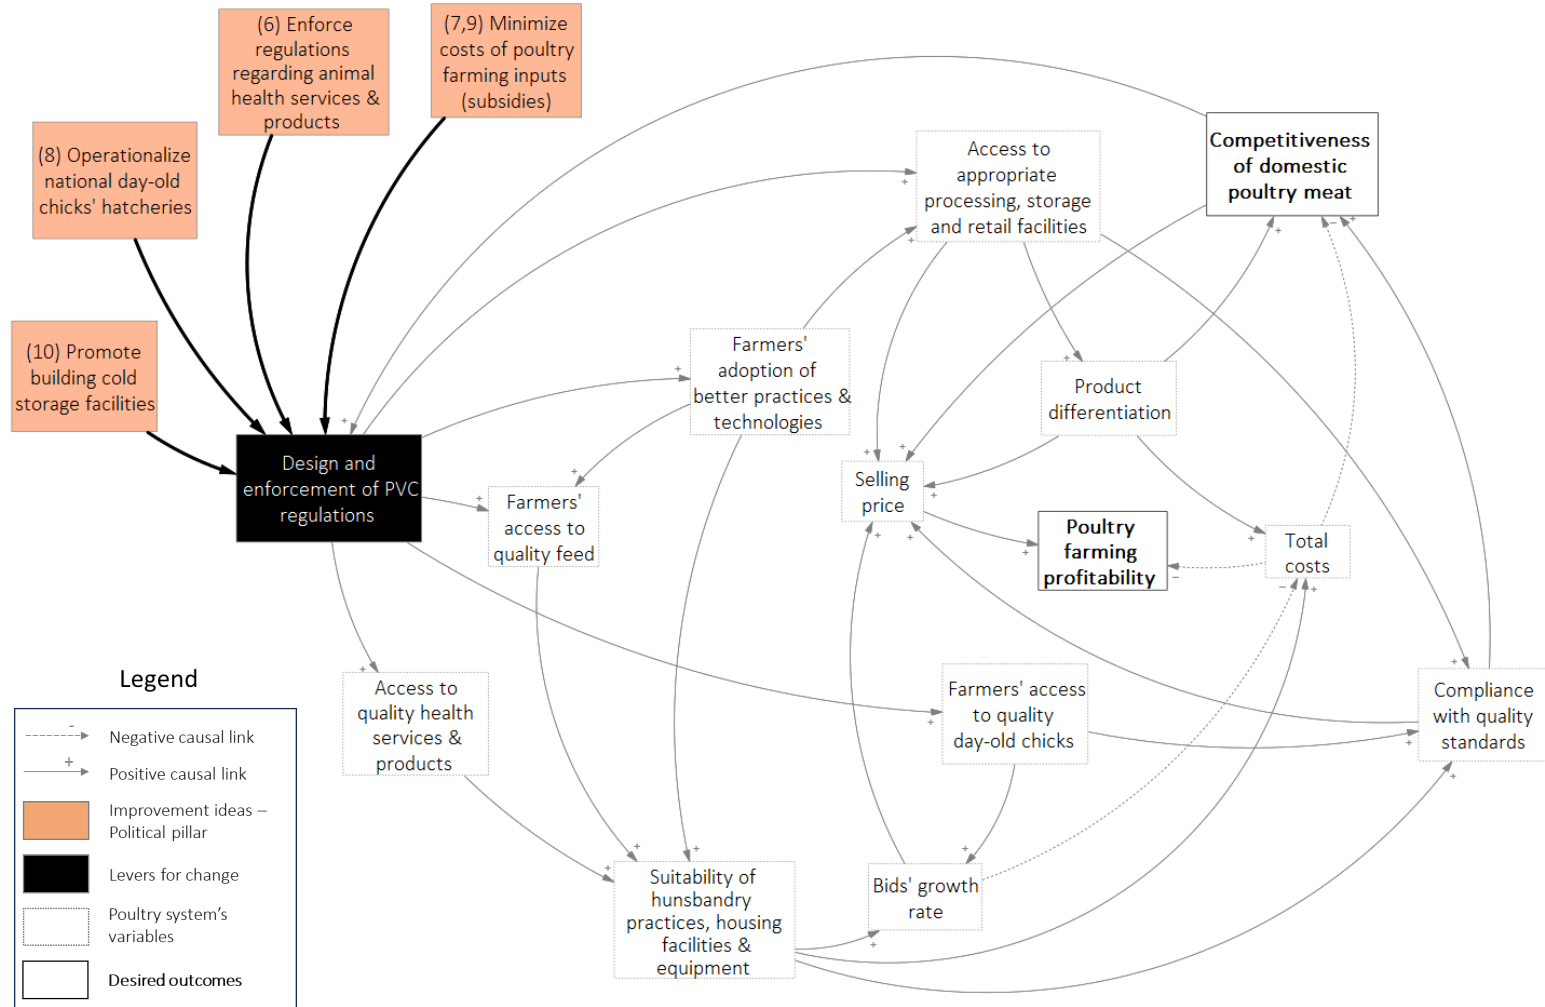 (6) Enforce
regulations
regarding animal
health services &
products
(7,9) Minimize
costs of poultry
farming inputs
(subsidies)
(8) Operationalize
national day-old
chicks' hatcheries
(10) Promote
building cold
storage facilities
Design and
enforcement of PVC
regulations
Access to
appropriate
processing, storage
and retail facilities
Competitiveness
of domestic
poultry meat
Farmers'
adoption of
better practices &
technologies
Product
differentiation
Selling
price
Farmers'
access to
quality feed
Poultry
farming
profitability
Total
costs
Access to
quality health
services &
products
Farmers' access
to quality
day-old chicks
Compliance
with quality
standards
Suitability of
hunsbandry
practices, housing
facilities &
equipment
Bids' growth
rate
Legend
- Negative causal link
+ Positive causal link
Improvement ideas –
Political pillar
Levers for change
Poultry system's
variables
Desired outcomes